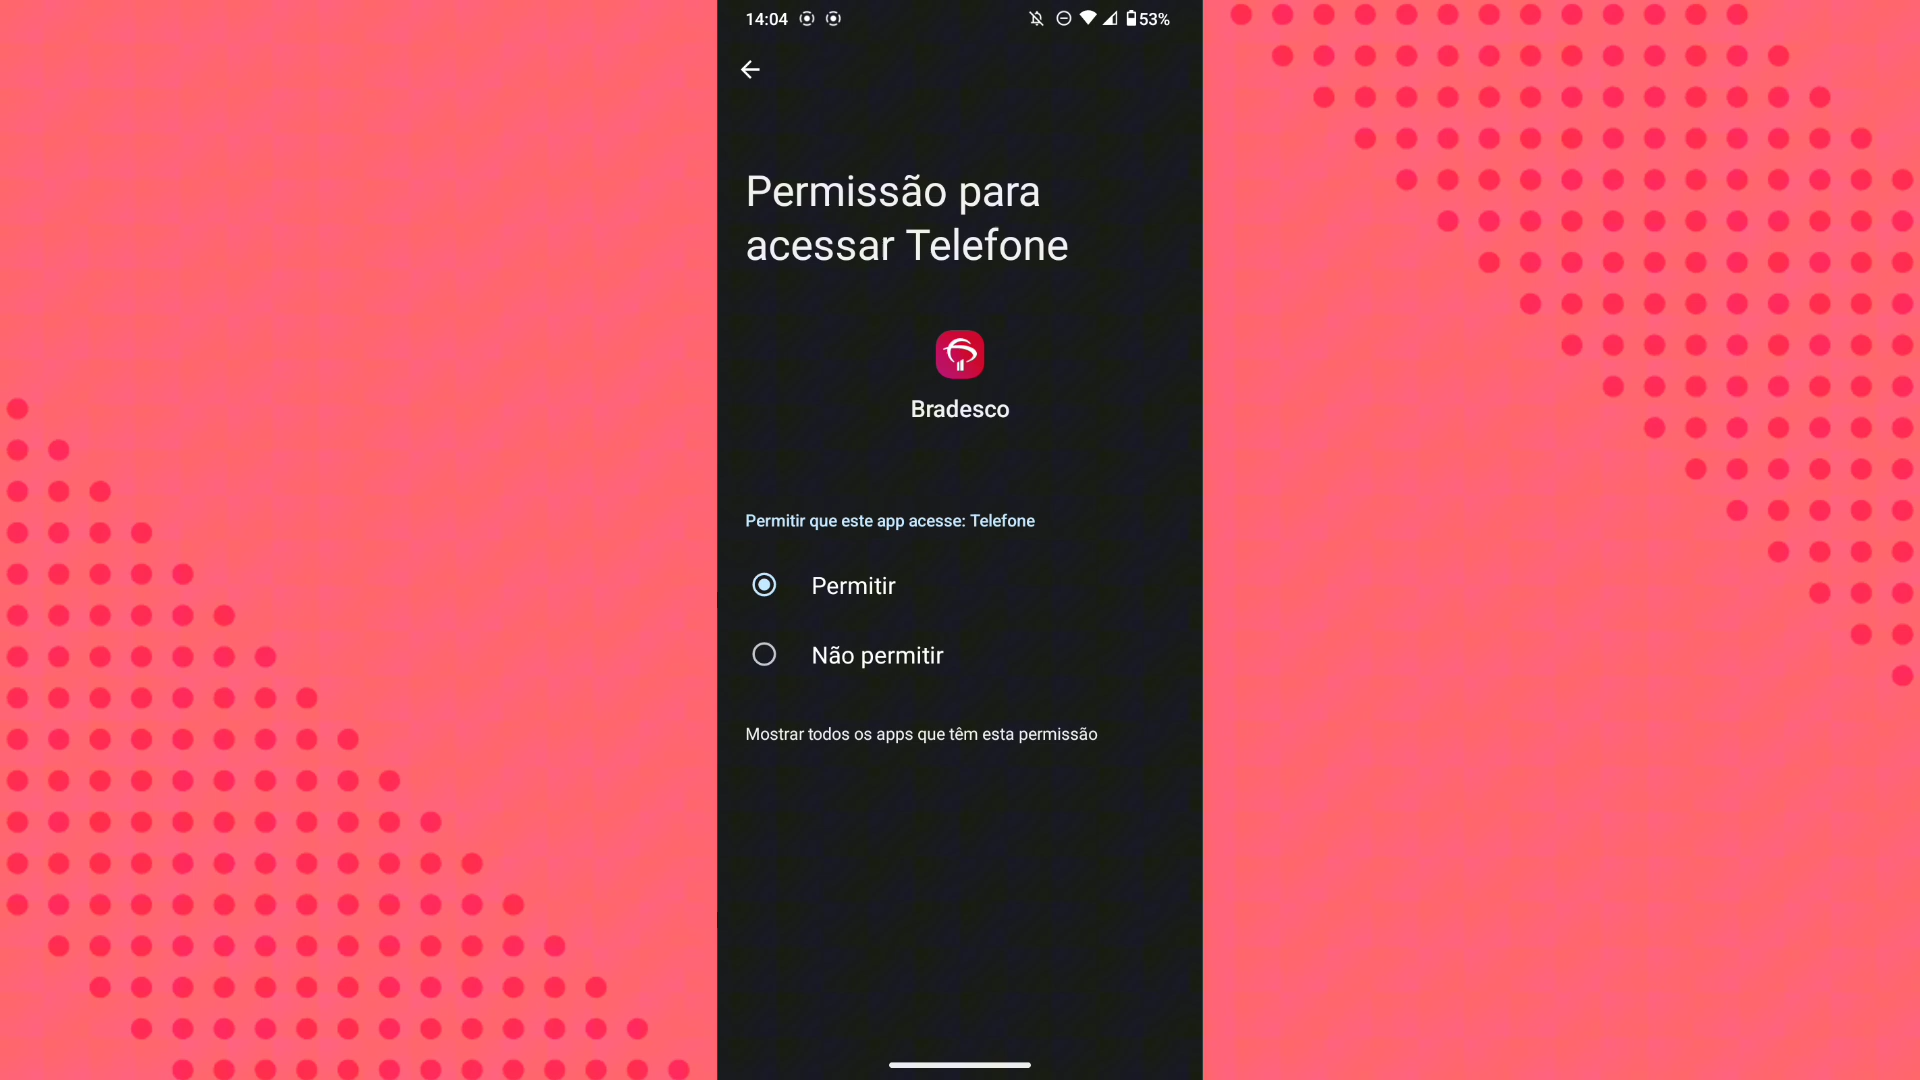 14:04 53%
Permissão para
acessar Telefone
Bradesco
Permitir que este app acesse: Telefone
Permitir
Não permitir
Mostrar todos os apps que têm esta permissão